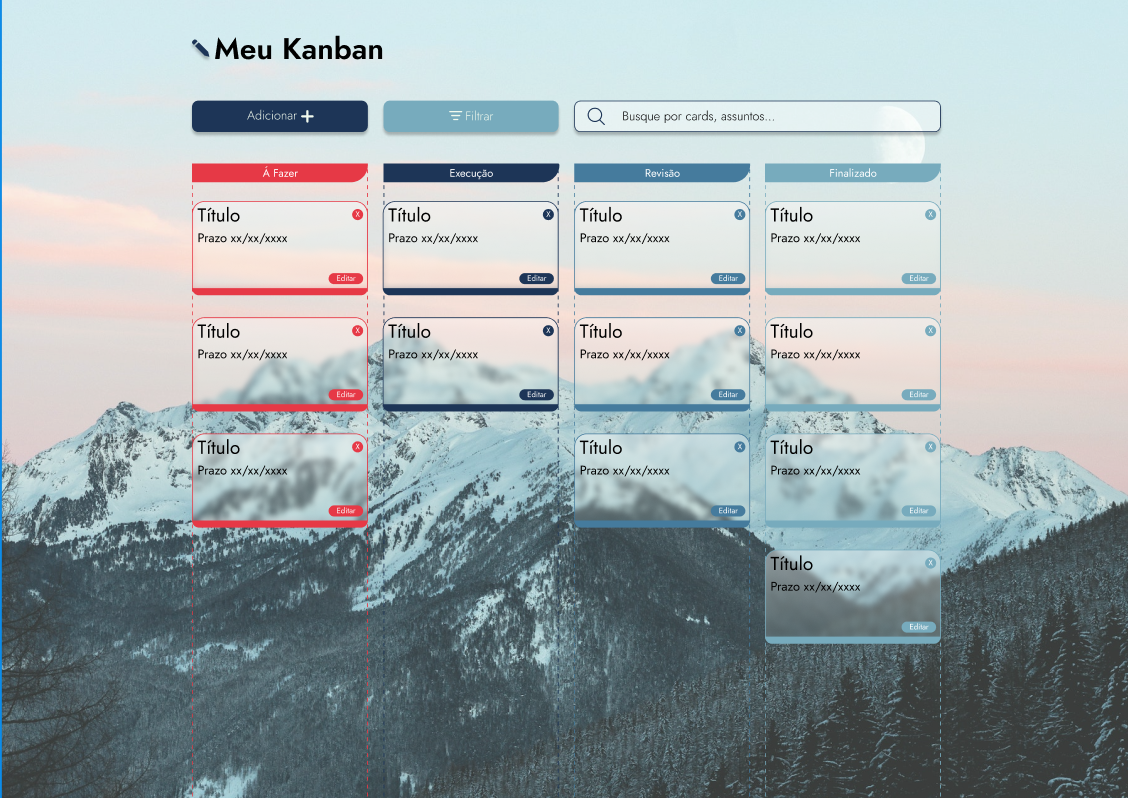 Meu Kanban
Adicionar
Filtrar
Busque por cards, assuntos...
Á Fazer
Execução
Revisão
Finalizado
Título X
Prazo xx/xx/xxxx
Editar
Título X
Prazo xx/xx/xxxx
Editar
Título X
Prazo xx/xx/xxxx
Editar
Título X
Prazo xx/xx/xxxx
Editar
Título X
Prazo xx/xx/xxxx
Editar
Título X
Prazo xx/xx/xxxx
Editar
Título X
Prazo xx/xx/xxxx
Editar
Título X
Prazo xx/xx/xxxx
Editar
Título X
Prazo xx/xx/xxxx
Editar
Título X
Prazo xx/xx/xxxx
Editar
Título X
Prazo xx/xx/xxxx
Editar
Título X
Prazo xx/xx/xxxx
Editar